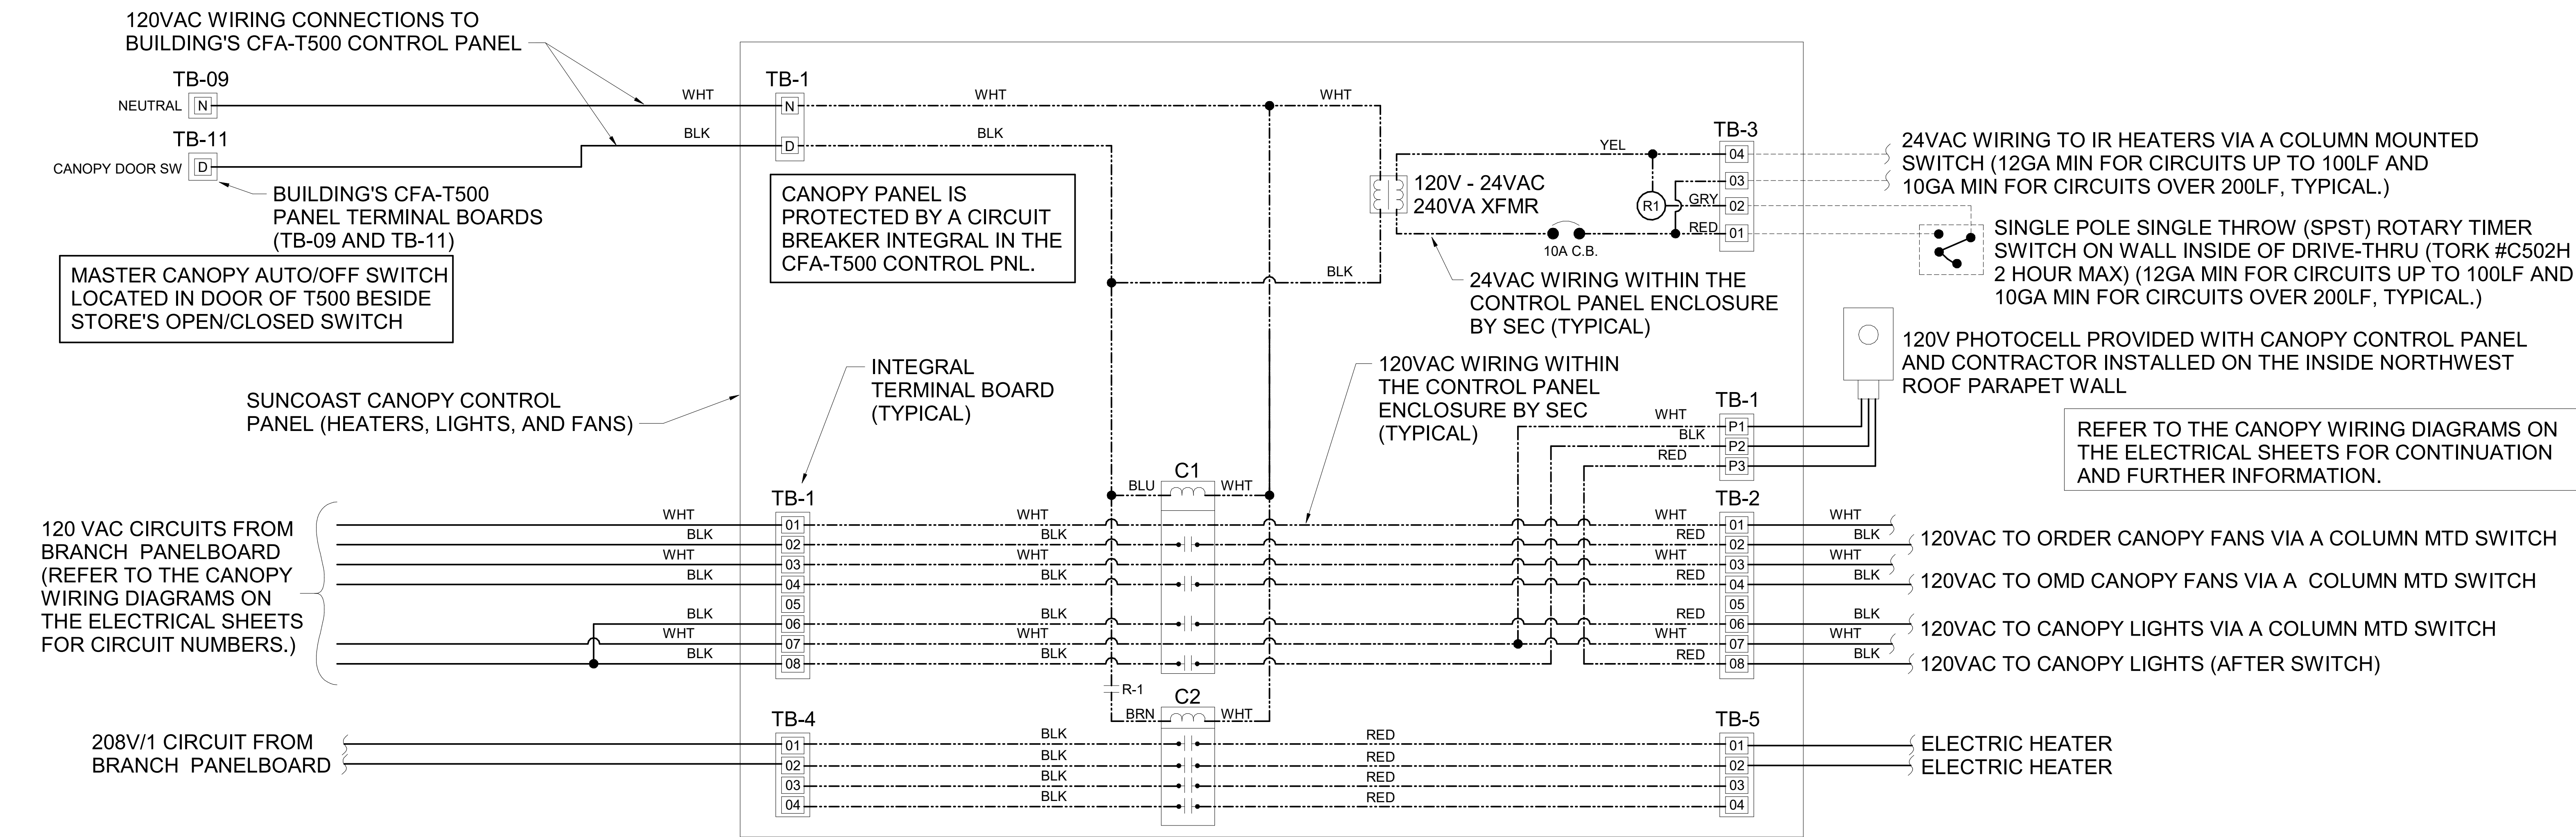 120VAC WIRING CONNECTIONS TO
BUILDING'S CFA-T500 CONTROL PANEL
TB-09
NEUTRAL N
WHT
TB-11
CANOPY DOOR SW D
BLK
BUILDING'S CFA-T500
PANEL TERMINAL BOARDS
(TB-09 AND TB-11)
MASTER CANOPY AUTO/OFF SWITCH
LOCATED IN DOOR OF T500 BESIDE
STORE'S OPEN/CLOSED SWITCH
SUNCOAST CANOPY CONTROL
PANEL (HEATERS, LIGHTS, AND FANS)
TB-1
N
D
WHT
BLK
WHT
BLK
CANOPY PANEL IS
PROTECTED BY A CIRCUIT
BREAKER INTEGRAL IN THE
CFA-T500 CONTROL PNL.
120V - 24VAC
240VA XFMR
YEL
R1
GRY
RED
10A C.B.
TB-3
04
03
02
01
24VAC WIRING WITHIN THE
CONTROL PANEL ENCLOSURE
BY SEC (TYPICAL)
24VAC WIRING TO IR HEATERS VIA A COLUMN MOUNTED
SWITCH (12GA MIN FOR CIRCUITS UP TO 100LF AND
10GA MIN FOR CIRCUITS OVER 200LF, TYPICAL.)
SINGLE POLE SINGLE THROW (SPST) ROTARY TIMER
SWITCH ON WALL INSIDE OF DRIVE-THRU (TORK #C502H
2 HOUR MAX) (12GA MIN FOR CIRCUITS UP TO 100LF AND
10GA MIN FOR CIRCUITS OVER 200LF, TYPICAL.)
120V PHOTOCELL PROVIDED WITH CANOPY CONTROL PANEL
AND CONTRACTOR INSTALLED ON THE INSIDE NORTHWEST
ROOF PARAPET WALL
REFER TO THE CANOPY WIRING DIAGRAMS ON
THE ELECTRICAL SHEETS FOR CONTINUATION
AND FURTHER INFORMATION.
INTEGRAL
TERMINAL BOARD
(TYPICAL)
120VAC WIRING WITHIN
THE CONTROL PANEL
ENCLOSURE BY SEC
(TYPICAL)
TB-1
WHT P1
BLK P2
RED P3
C1
BLU WHT
120 VAC CIRCUITS FROM
BRANCH PANELBOARD
(REFER TO THE CANOPY
WIRING DIAGRAMS ON
THE ELECTRICAL SHEETS
FOR CIRCUIT NUMBERS.)
TB-1
TB-2
WHT 01 WHT WHT 01 WHT
BLK 02 BLK RED 02 BLK
WHT 03 WHT WHT 03 WHT
BLK 04 BLK RED 04 BLK
05 05
BLK 06 BLK RED 06 BLK
WHT 07 WHT WHT 07 WHT
BLK 08 BLK RED 08 BLK
120VAC TO ORDER CANOPY FANS VIA A COLUMN MTD SWITCH
120VAC TO OMD CANOPY FANS VIA A COLUMN MTD SWITCH
120VAC TO CANOPY LIGHTS VIA A COLUMN MTD SWITCH
120VAC TO CANOPY LIGHTS (AFTER SWITCH)
R-1
C2
BRN WHT
208V/1 CIRCUIT FROM
BRANCH PANELBOARD
TB-4
TB-5
01 BLK RED 01
02 BLK RED 02
03 BLK RED 03
04 BLK RED 04
ELECTRIC HEATER
ELECTRIC HEATER